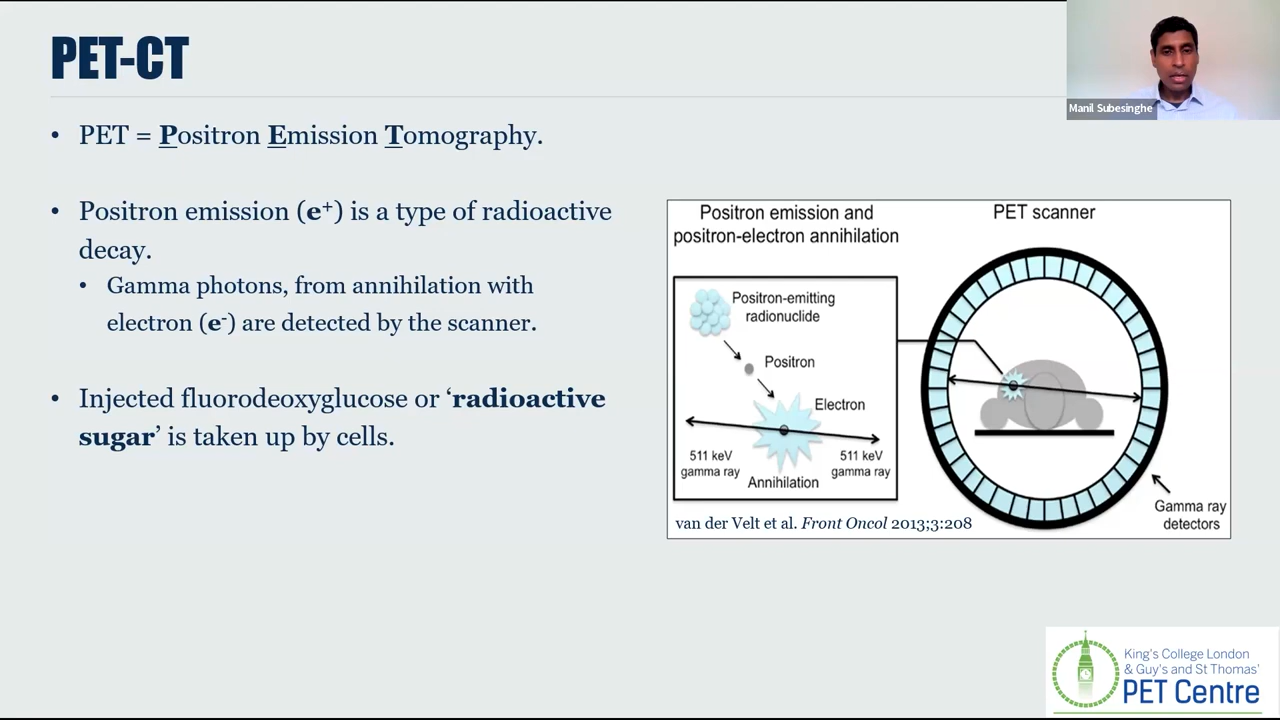 PET-CT
Manil Subesinghe
• PET = Positron Emission Tomography.
• Positron emission (e⁺) is a type of radioactive
decay.
• Gamma photons, from annihilation with
electron (e⁻) are detected by the scanner.
• Injected fluorodeoxyglucose or ‘radioactive
sugar’ is taken up by cells.
Positron emission and
positron-electron annihilation
Positron-emitting
radionuclide
Positron
Electron
511 keV
gamma ray
511 keV
gamma ray
Annihilation
van der Velt et al. Front Oncol 2013;3:208
PET scanner
Gamma ray
detectors
King's College London
& Guy's and St Thomas'
PET Centre